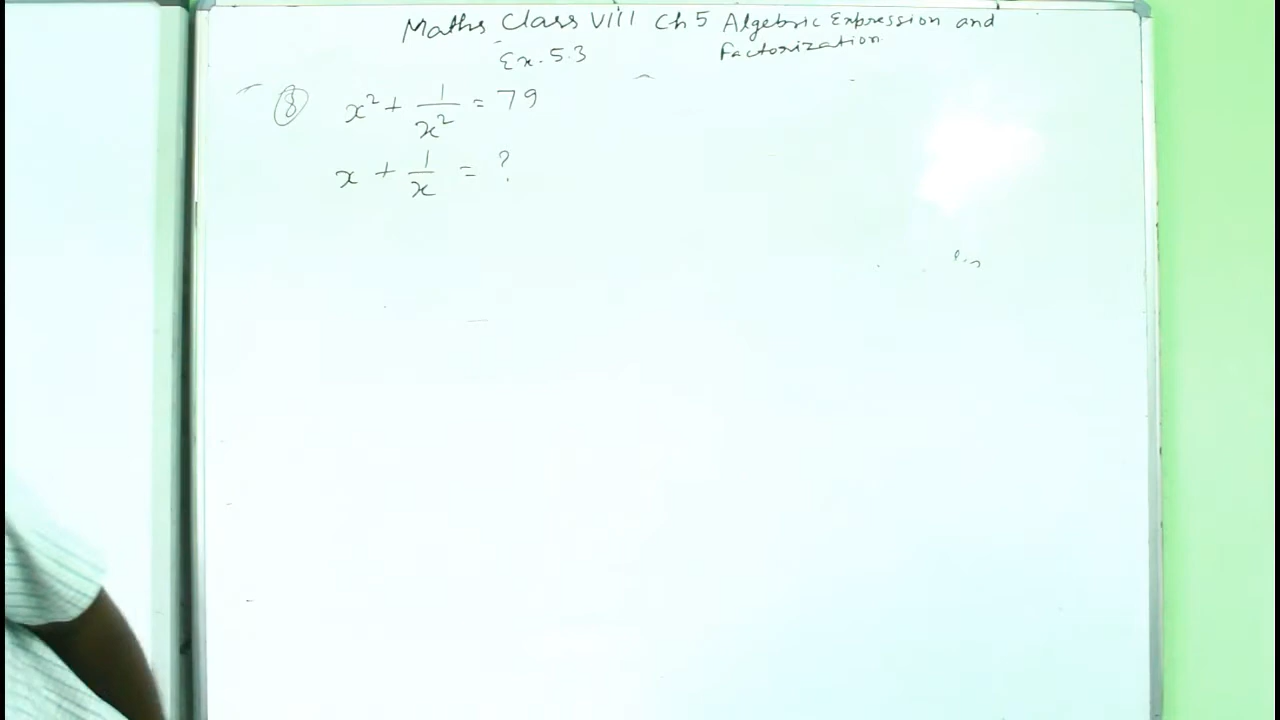 Maths Class VIII Ch 5 Algebric Expression and
Factorization
Ex. 5.3
⑧ x² + 1/x² = 79
x + 1/x = ?